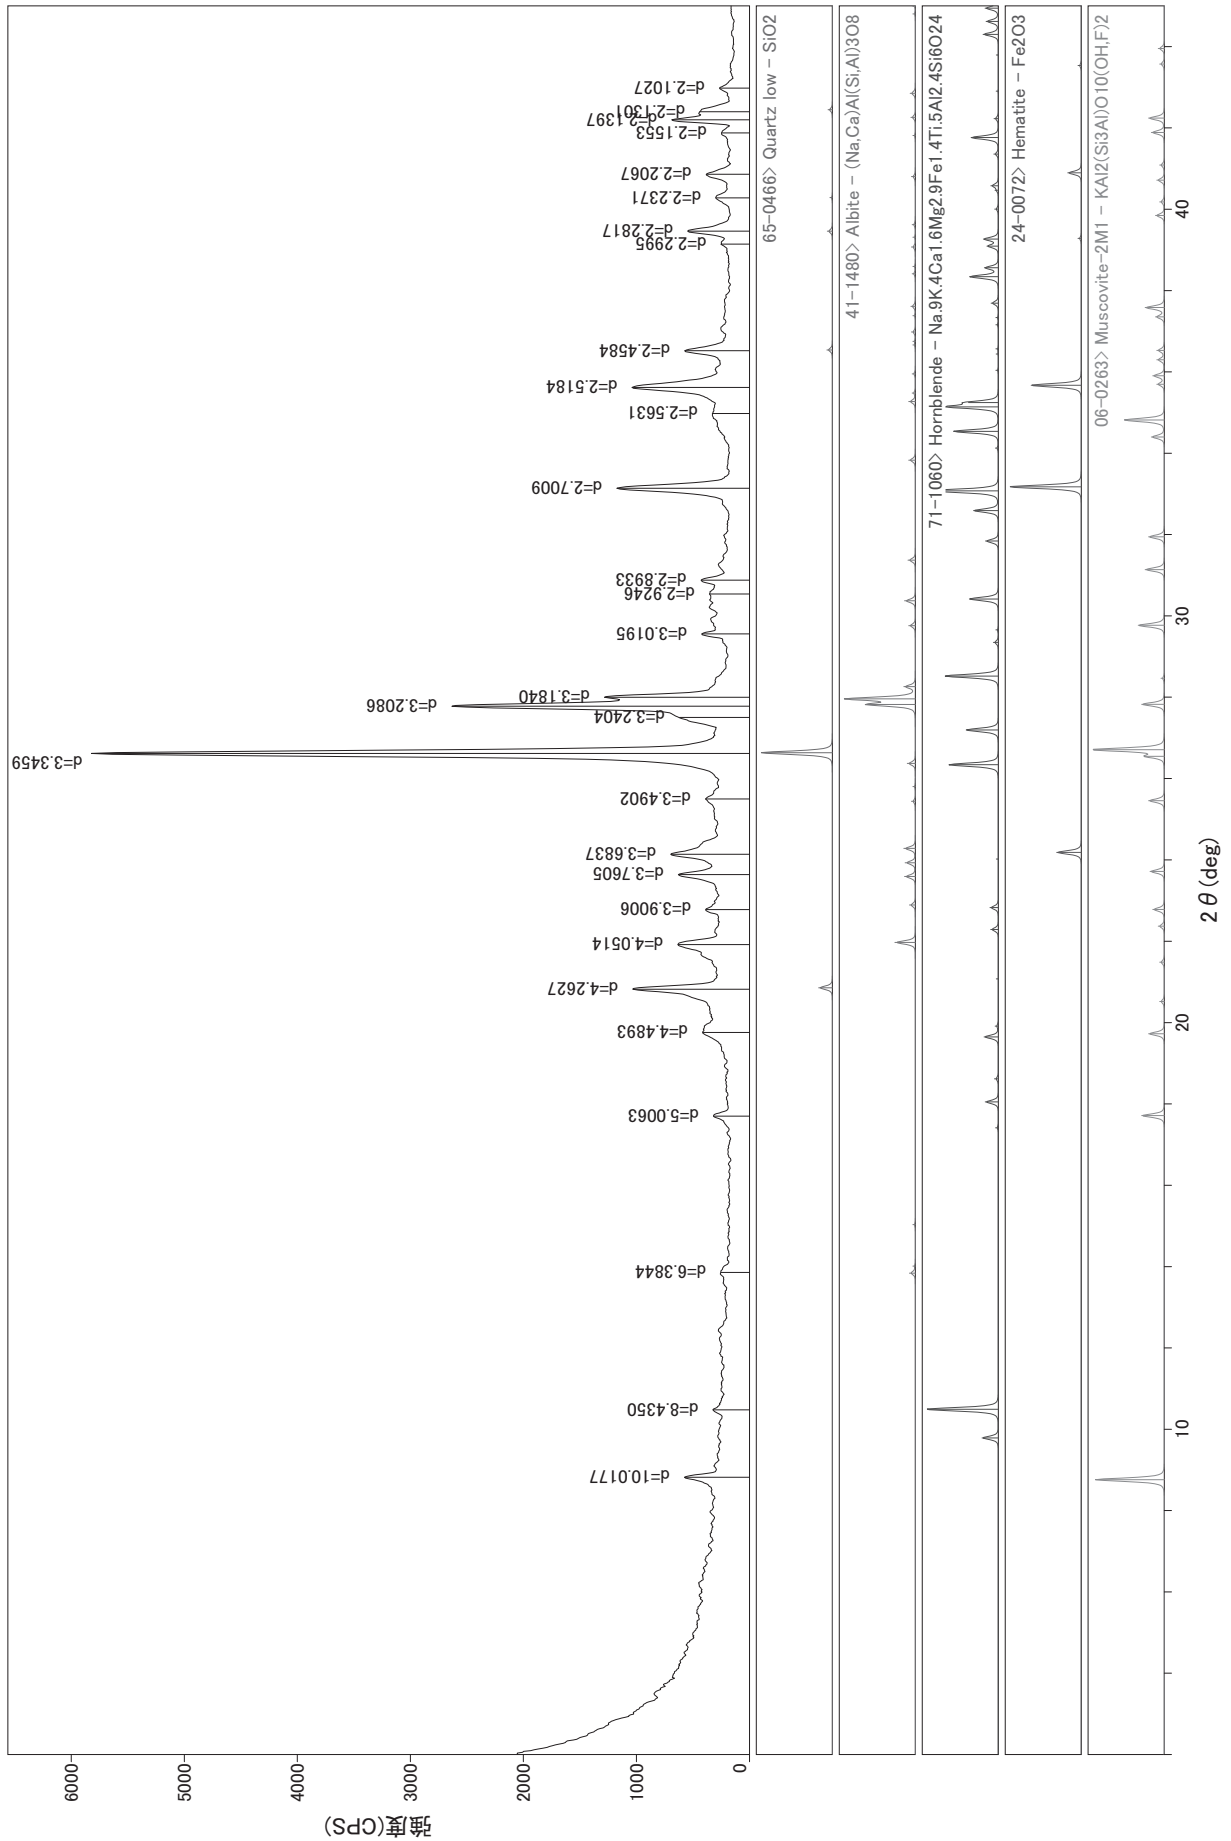 強度(CPS)
6000
5000
4000
3000
2000
1000
0
d=10.0177
d=8.4350
d=6.3844
d=5.0063
d=4.4893
d=4.2627
d=4.0514
d=3.9006
d=3.7605
d=3.6837
d=3.4902
d=3.3459
d=3.2404
d=3.2086
d=3.1840
d=3.0195
d=2.9246
d=2.8933
d=2.7009
d=2.5631
d=2.5184
d=2.4584
d=2.2995
d=2.2817
d=2.2371
d=2.2067
d=2.1553
d=2.1397
d=2.1301
d=2.1027
65-0466> Quartz low - SiO2
41-1480> Albite - (Na,Ca)Al(Si,Al)3O8
71-1060> Hornblende - Na.9K.4Ca1.6Mg2.9Fe1.4Ti.5Al2.4Si6O24
24-0072> Hematite - Fe2O3
06-0263> Muscovite-2M1 - KAl2(Si3Al)O10(OH,F)2
10
20
30
40
2θ(deg)